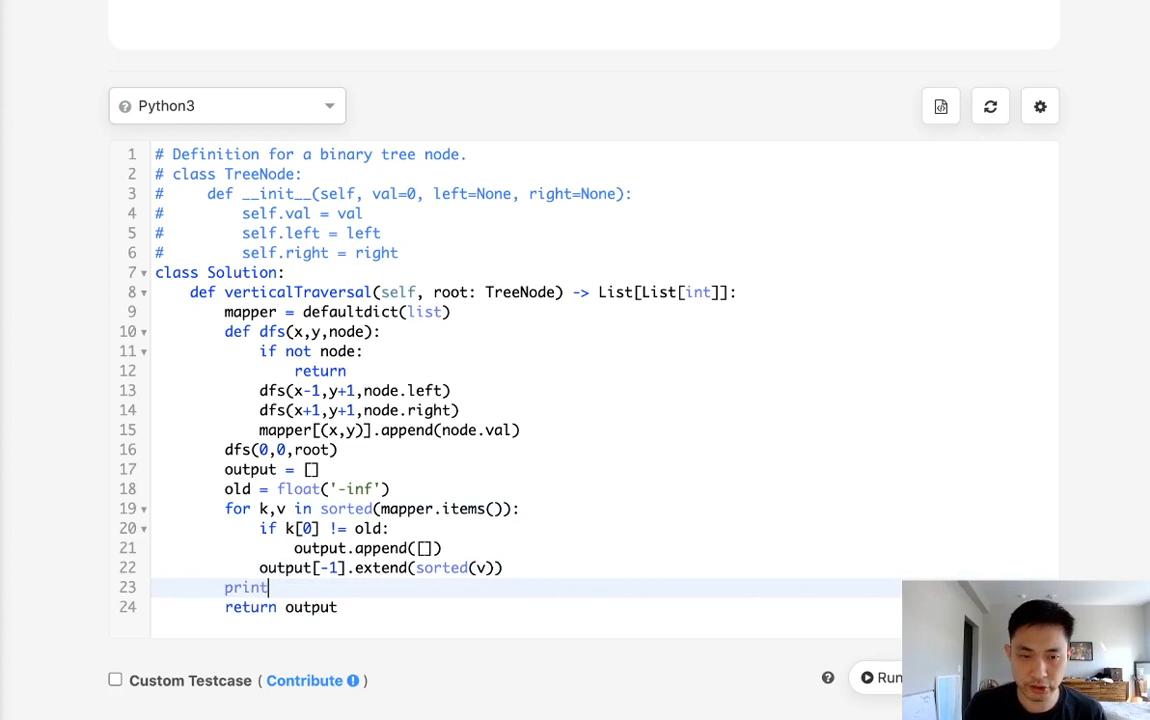 Python3
1 # Definition for a binary tree node.
2 # class TreeNode:
3 #     def __init__(self, val=0, left=None, right=None):
4 #         self.val = val
5 #         self.left = left
6 #         self.right = right
7 class Solution:
8     def verticalTraversal(self, root: TreeNode) -> List[List[int]]:
9         mapper = defaultdict(list)
10         def dfs(x,y,node):
11             if not node:
12                 return
13             dfs(x-1,y+1,node.left)
14             dfs(x+1,y+1,node.right)
15             mapper[(x,y)].append(node.val)
16         dfs(0,0,root)
17         output = []
18         old = float('-inf')
19         for k,v in sorted(mapper.items()):
20             if k[0] != old:
21                 output.append([])
22             output[-1].extend(sorted(v))
23         print
24         return output
Custom Testcase ( Contribute )
Run